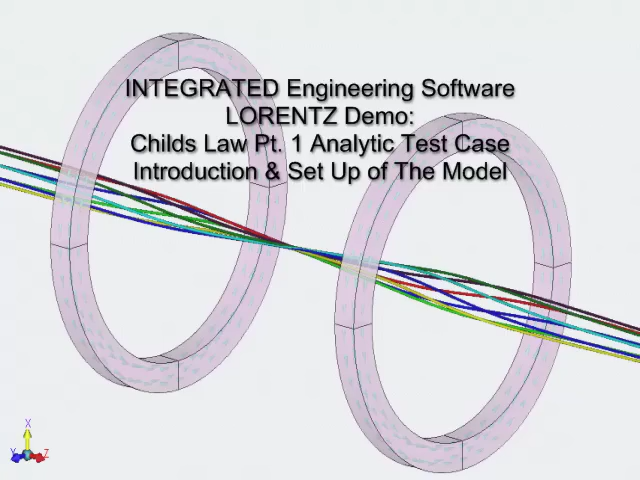 INTEGRATED Engineering Software
LORENTZ Demo:
Childs Law Pt. 1 Analytic Test Case
Introduction & Set Up of The Model
X
Y
Z